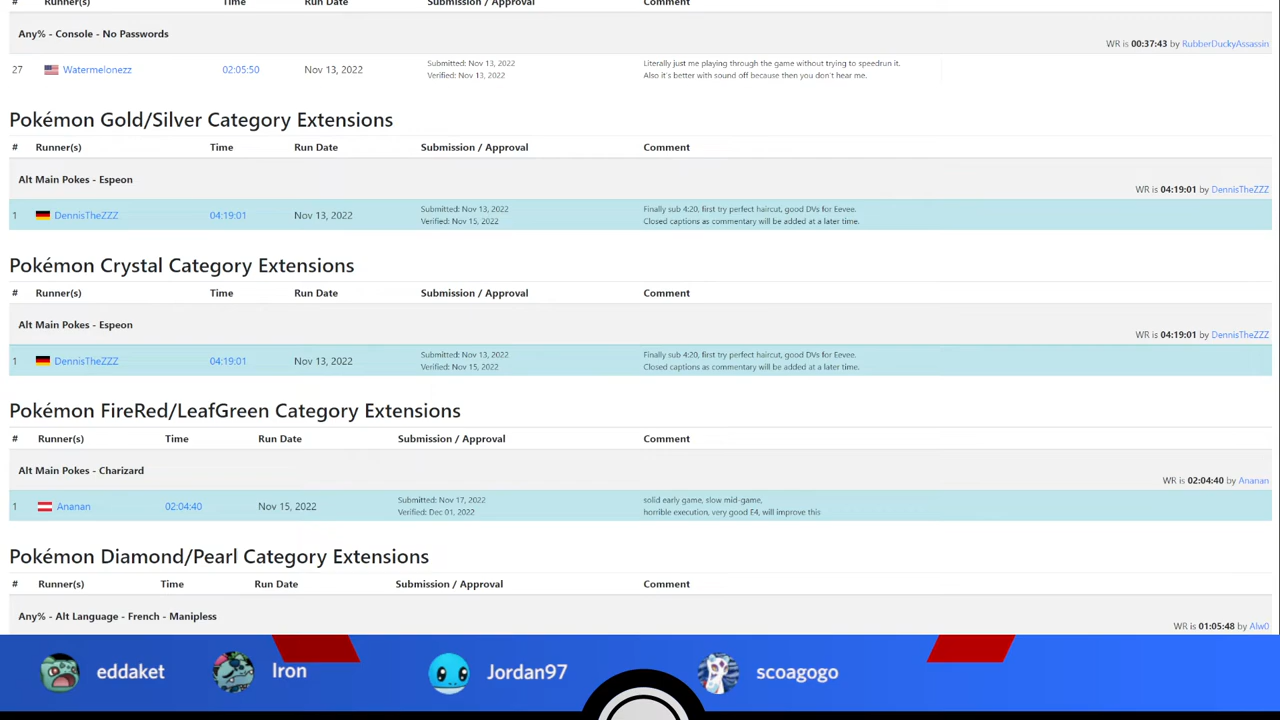 # Runner(s) Time Run Date Submission / Approval Comment
Any% - Console - No Passwords
WR is 00:37:43 by RubberDuckyAssassin
27 Watermelonezz 02:05:50 Nov 13, 2022
Submitted: Nov 13, 2022
Verified: Nov 13, 2022
Literally just me playing through the game without trying to speedrun it.
Also it's better with sound off because then you don't hear me.
Pokémon Gold/Silver Category Extensions
# Runner(s) Time Run Date Submission / Approval Comment
Alt Main Pokes - Espeon
WR is 04:19:01 by DennisTheZZZ
1 DennisTheZZZ 04:19:01 Nov 13, 2022
Submitted: Nov 13, 2022
Verified: Nov 15, 2022
Finally sub 4:20, first try perfect haircut, good DVs for Eevee.
Closed captions as commentary will be added at a later time.
Pokémon Crystal Category Extensions
# Runner(s) Time Run Date Submission / Approval Comment
Alt Main Pokes - Espeon
WR is 04:19:01 by DennisTheZZZ
1 DennisTheZZZ 04:19:01 Nov 13, 2022
Submitted: Nov 13, 2022
Verified: Nov 15, 2022
Finally sub 4:20, first try perfect haircut, good DVs for Eevee.
Closed captions as commentary will be added at a later time.
Pokémon FireRed/LeafGreen Category Extensions
# Runner(s) Time Run Date Submission / Approval Comment
Alt Main Pokes - Charizard
WR is 02:04:40 by Ananan
1 Ananan 02:04:40 Nov 15, 2022
Submitted: Nov 17, 2022
Verified: Dec 01, 2022
solid early game, slow mid-game,
horrible execution, very good E4, will improve this
Pokémon Diamond/Pearl Category Extensions
# Runner(s) Time Run Date Submission / Approval Comment
Any% - Alt Language - French - Manipless
WR is 01:05:48 by Alw0
eddaket Iron Jordan97 scoagogo